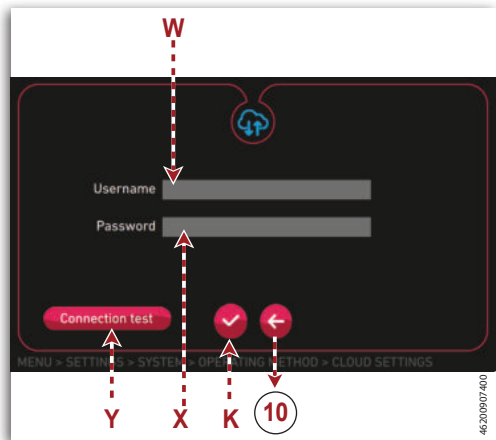 W
Username
Password
Connection test
MENU > SETTINGS > SYSTEM > OPERATING METHOD > CLOUD SETTINGS
Y
X
K
10
46200907400